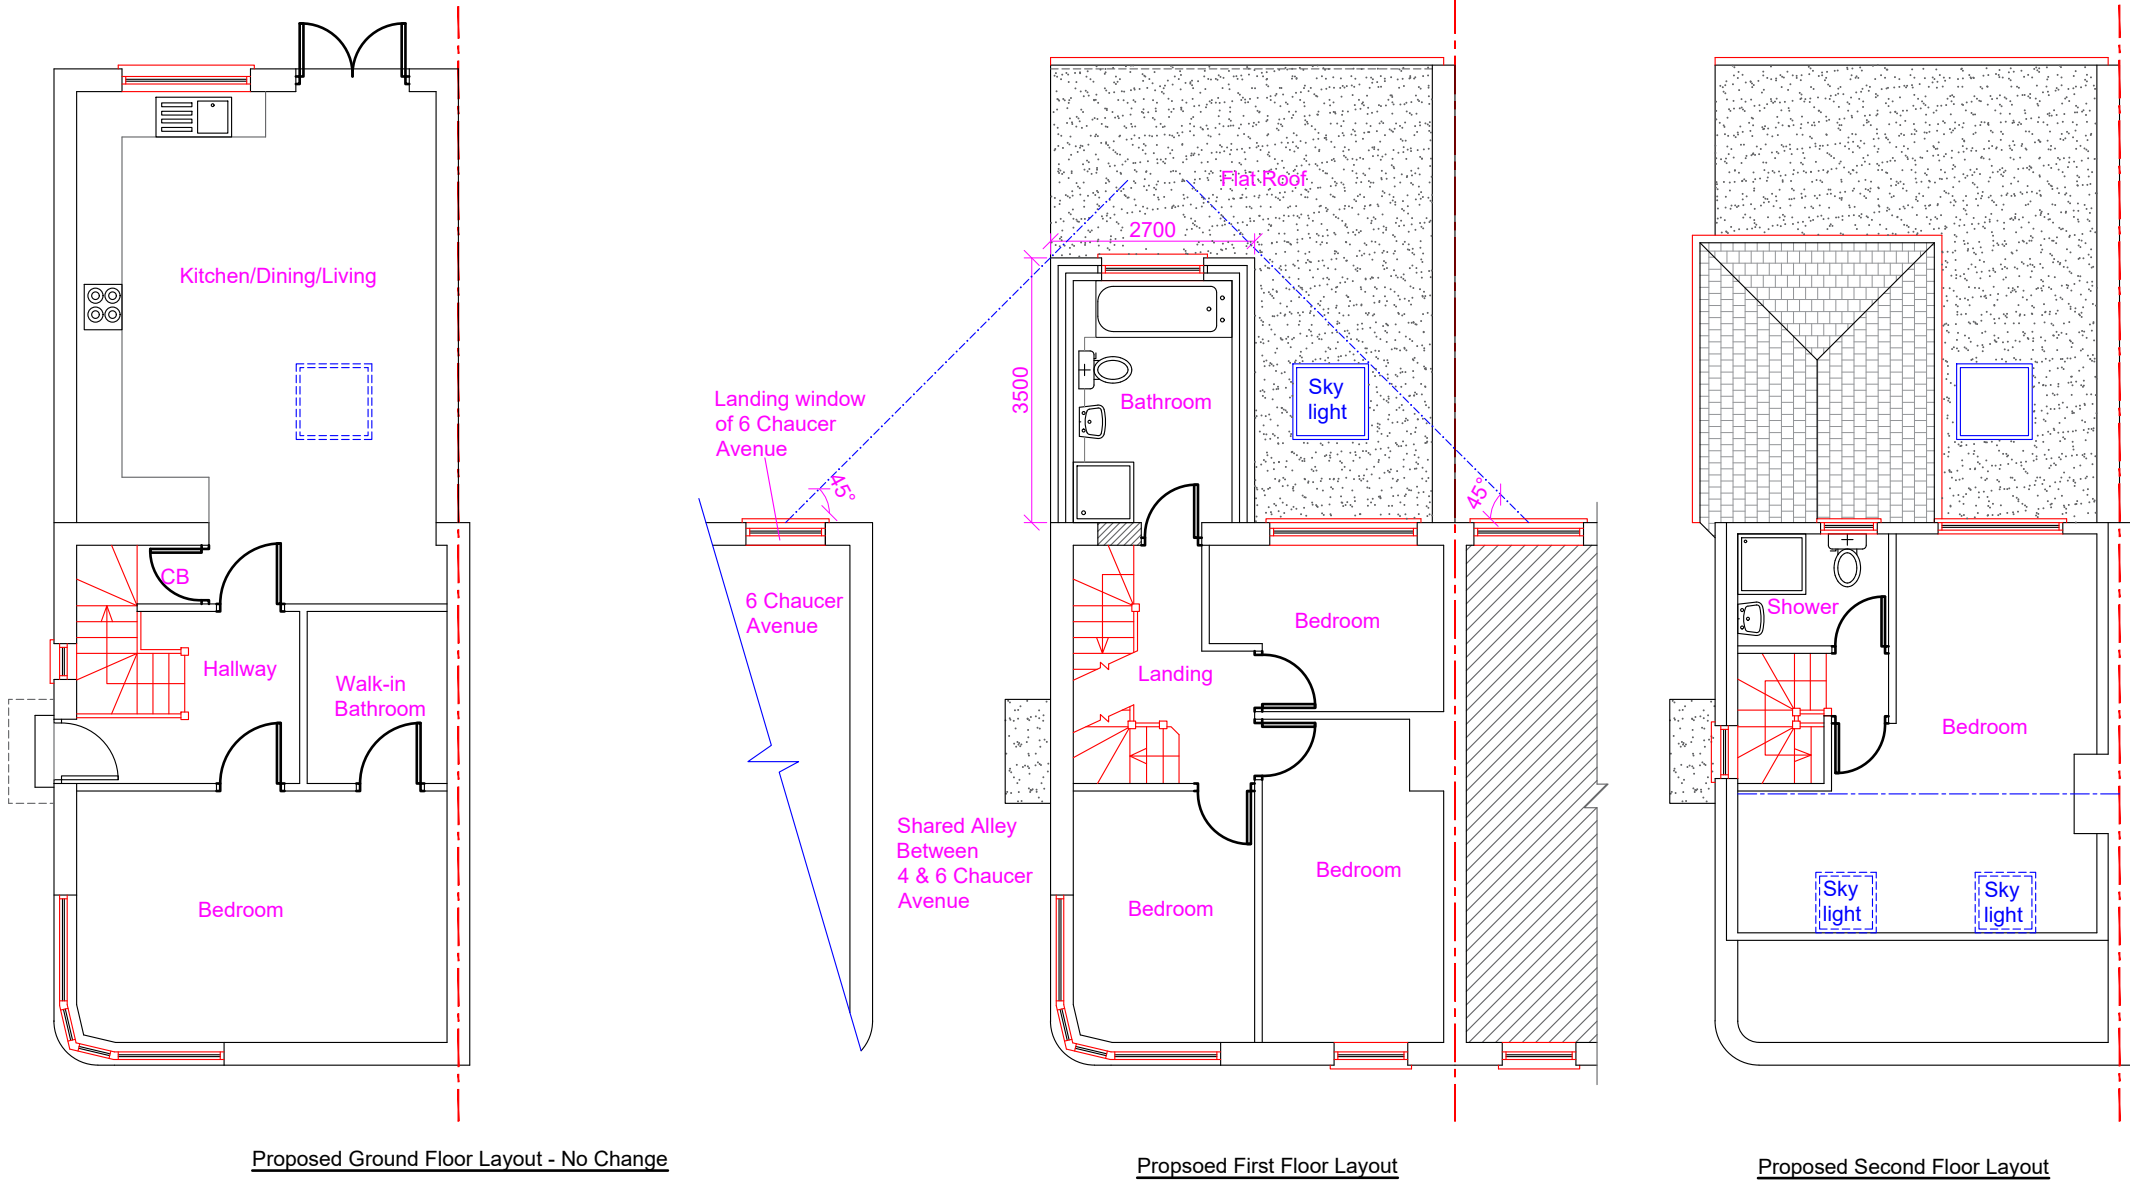 Kitchen/Dining/Living
CB
Hallway
Walk-in
Bathroom
Bedroom
Proposed Ground Floor Layout - No Change
Flat Roof
2700
3500
Sky
light
Bathroom
Landing window
of 6 Chaucer
Avenue
45°
45°
6 Chaucer
Avenue
Bedroom
Landing
Shared Alley
Between
4 & 6 Chaucer
Avenue
Bedroom
Bedroom
Propsoed First Floor Layout
Shower
Bedroom
Sky
light
Sky
light
Proposed Second Floor Layout